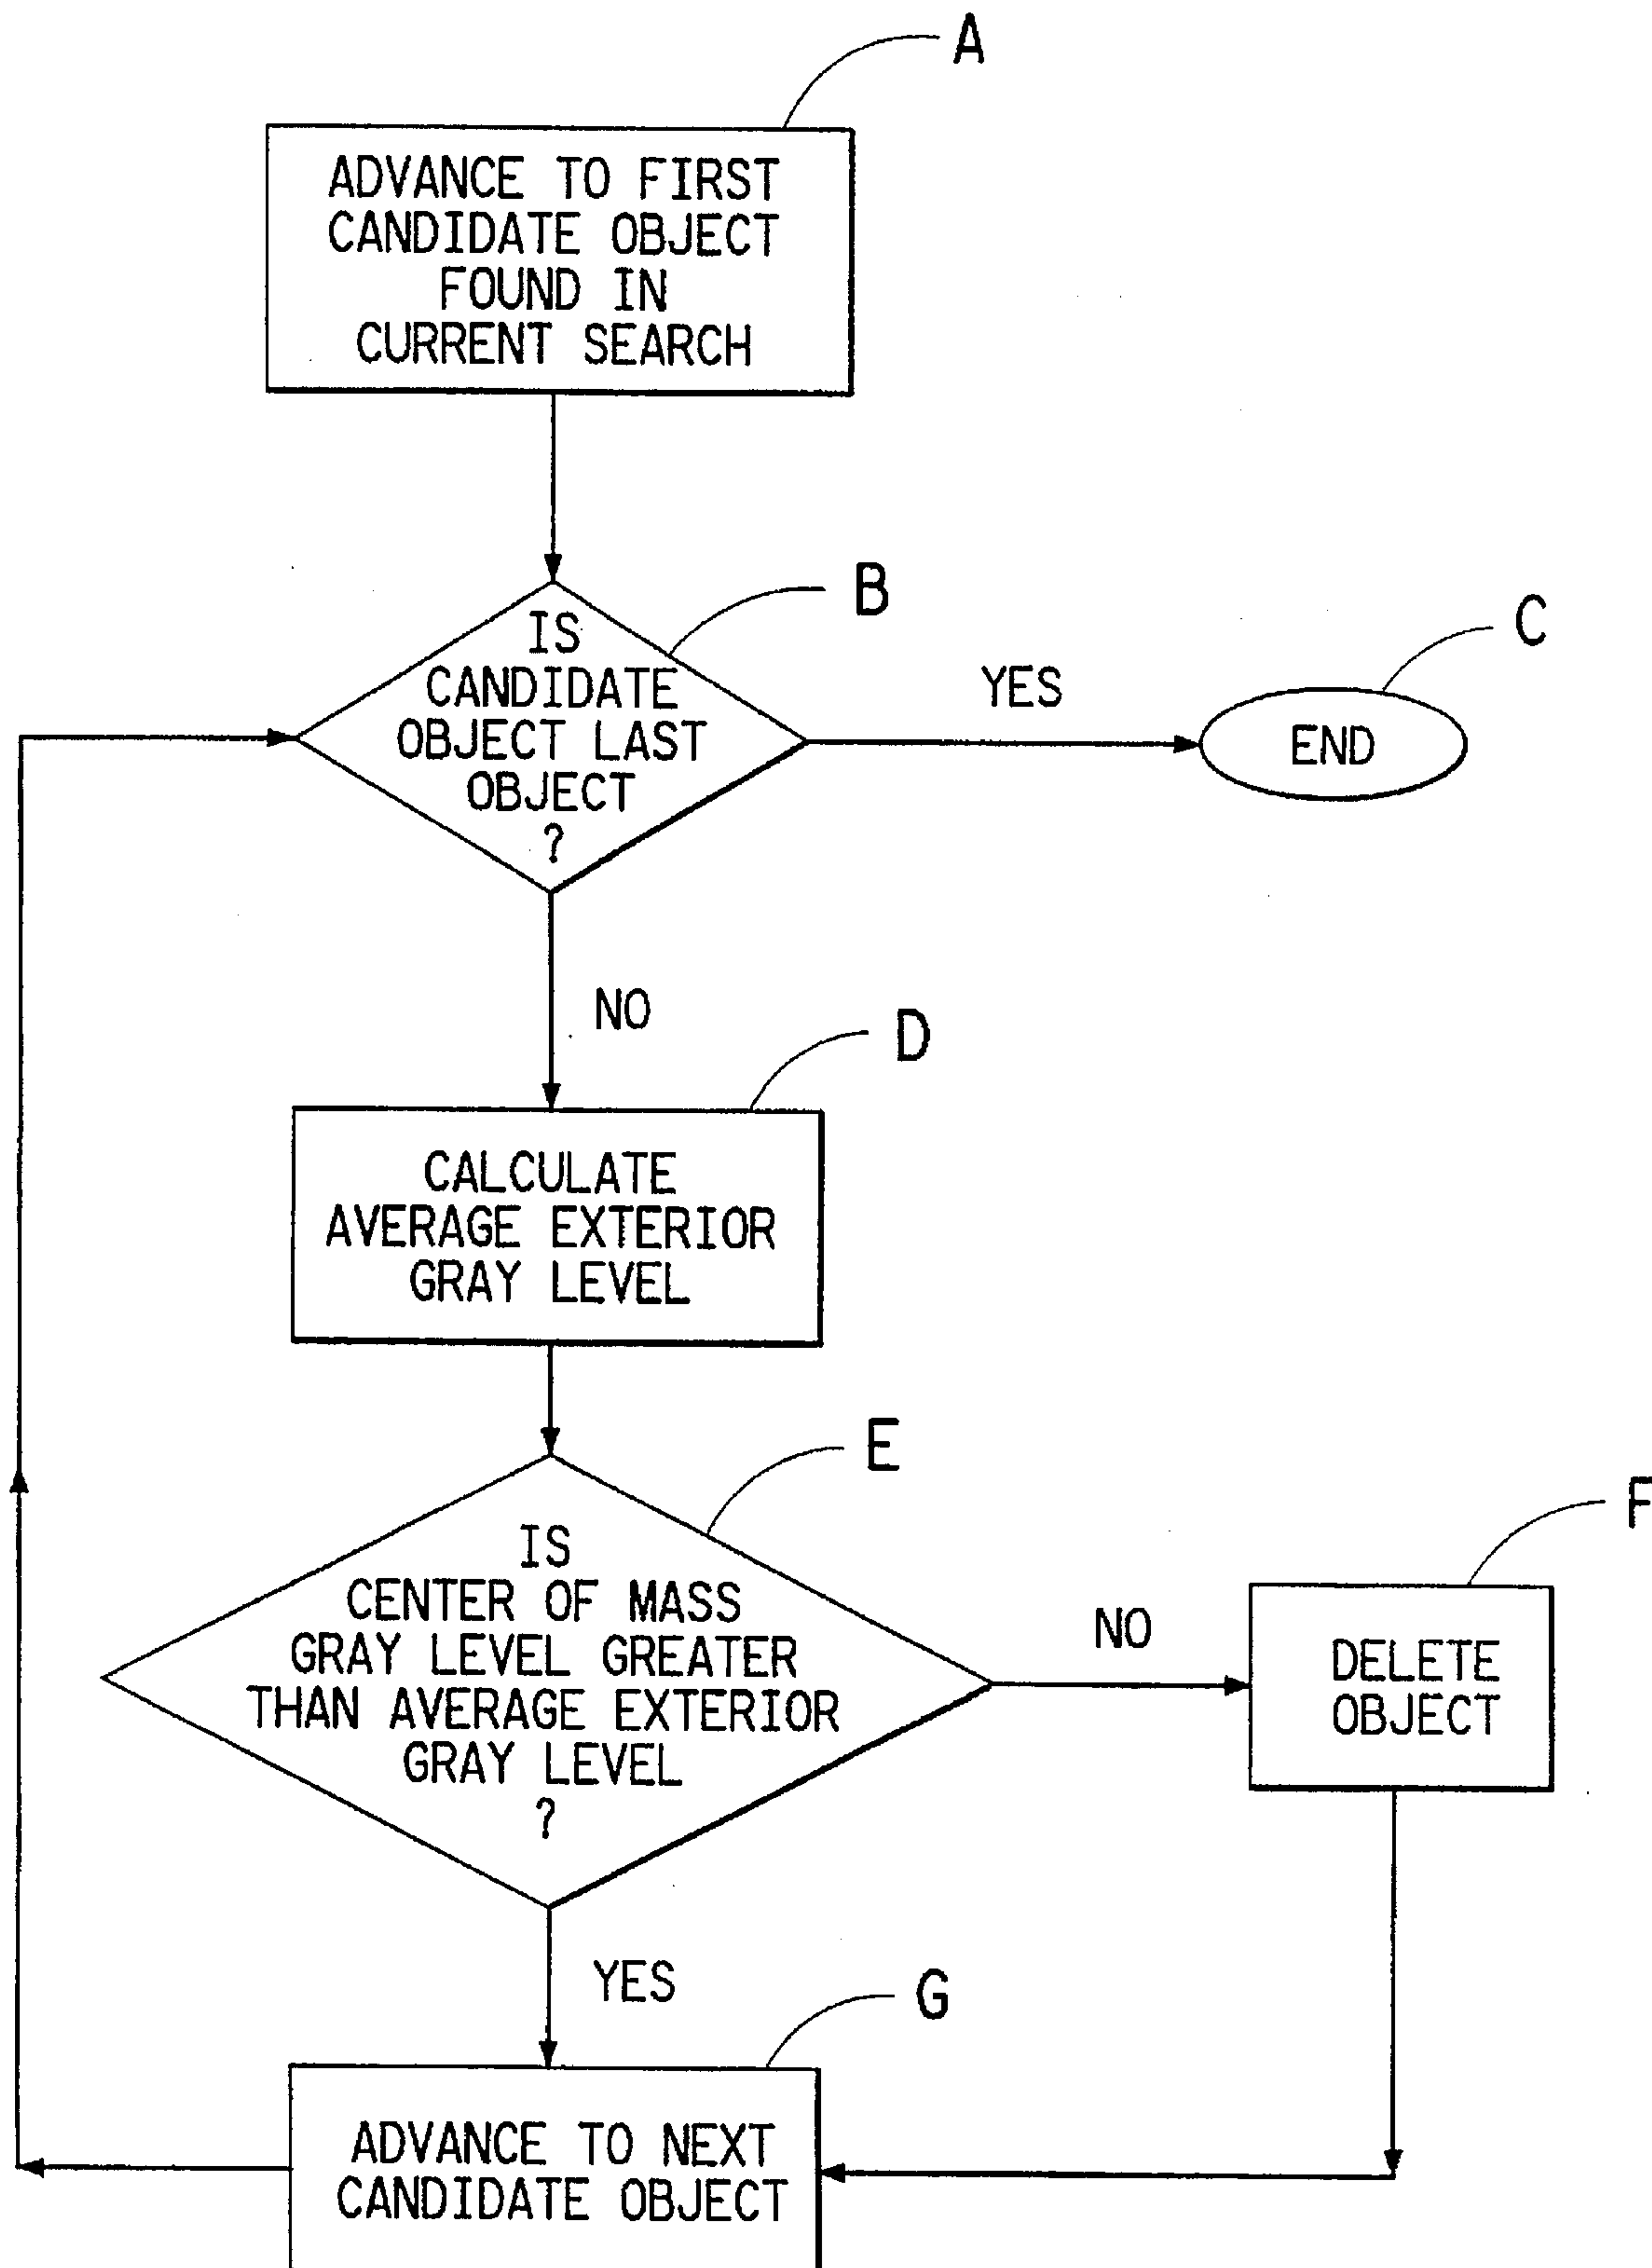 A
ADVANCE TO FIRST
CANDIDATE OBJECT
FOUND IN
CURRENT SEARCH
B
IS
CANDIDATE
OBJECT LAST
OBJECT
?
YES
C
END
NO
D
CALCULATE
AVERAGE EXTERIOR
GRAY LEVEL
E
IS
CENTER OF MASS
GRAY LEVEL GREATER
THAN AVERAGE EXTERIOR
GRAY LEVEL
?
NO
F
DELETE
OBJECT
YES
G
ADVANCE TO NEXT
CANDIDATE OBJECT